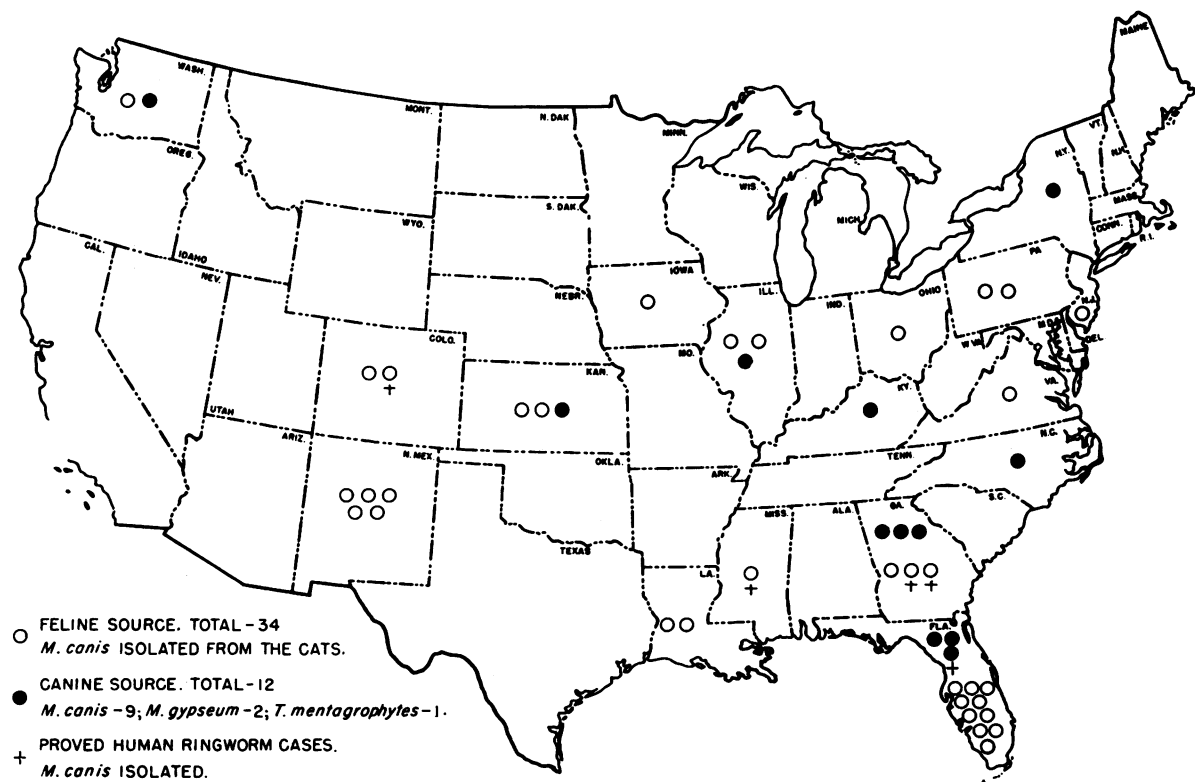 MAINE
WASH.
MONT.
N. DAK
MINN.
VT.
N.H.
N.Y.
OREG.
WIS.
S. DAK.
MICH
MASS.
CONN.
R.I.
WYO.
CAL.
IDAHO
NEV.
IOWA
NEBR.
ILL.
IND.
OHIO
PA
N.J.
M D.
DEL.
W. VA.
COLO.
MO.
KAR.
KY.
VA.
UTAH
ARIZ.
N. MEX.
OKLA.
ARK.
TENN.
N.C.
S.C.
MISS.
ALA.
GA.
TEXAS
LA.
FLA.
FELINE SOURCE. TOTAL-34
M. canis ISOLATED FROM THE CATS.
CANINE SOURCE. TOTAL-12
M. canis-9; M. gypseum-2; T. mentagrophytes-1.
PROVED HUMAN RINGWORM CASES.
M. canis ISOLATED.